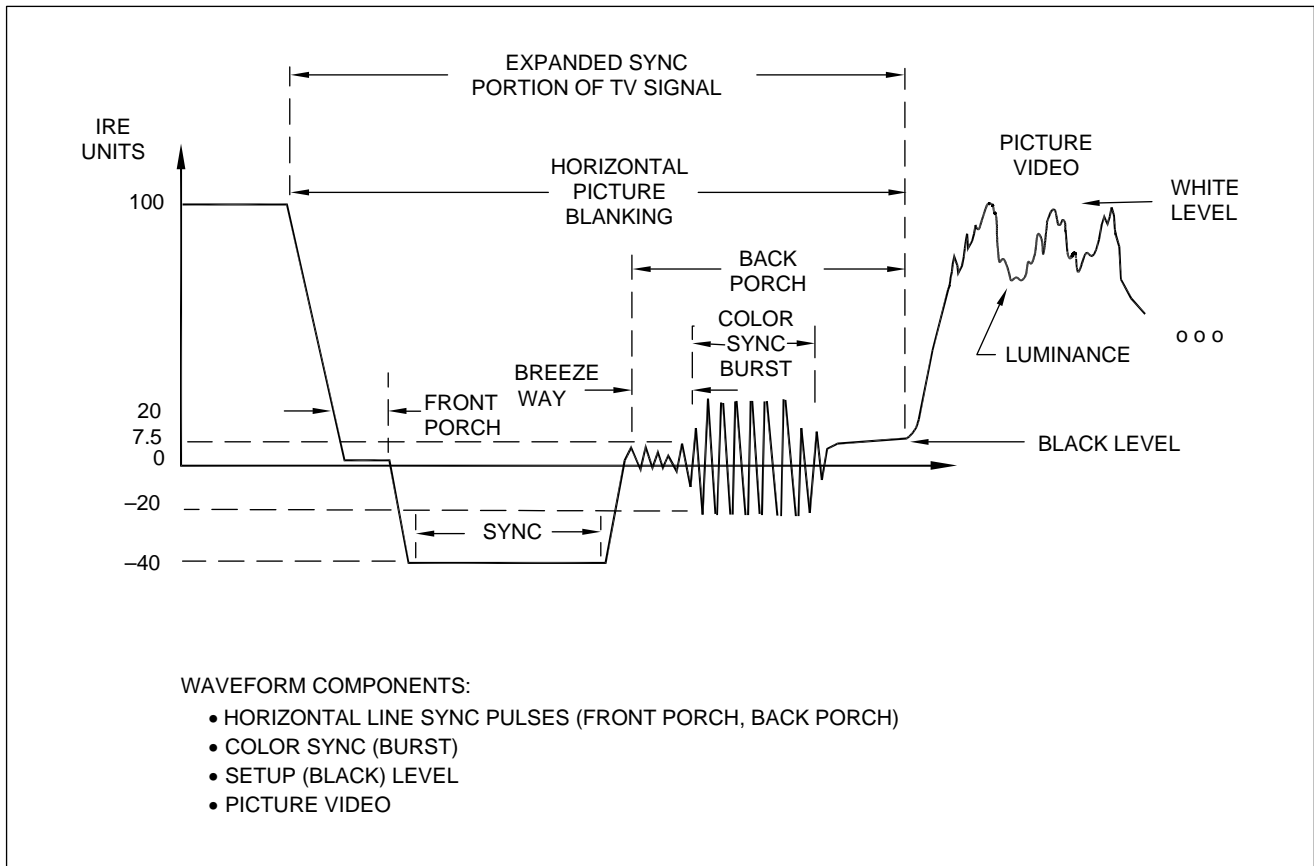 EXPANDED SYNC
PORTION OF TV SIGNAL
IRE
UNITS
HORIZONTAL
PICTURE
BLANKING
PICTURE
VIDEO
WHITE
LEVEL
100
BACK
PORCH
COLOR
SYNC
BURST
o o o
LUMINANCE
BREEZE
WAY
FRONT
PORCH
20
7.5
0
BLACK LEVEL
–20
SYNC
–40
WAVEFORM COMPONENTS:
• HORIZONTAL LINE SYNC PULSES (FRONT PORCH, BACK PORCH)
• COLOR SYNC (BURST)
• SETUP (BLACK) LEVEL
• PICTURE VIDEO